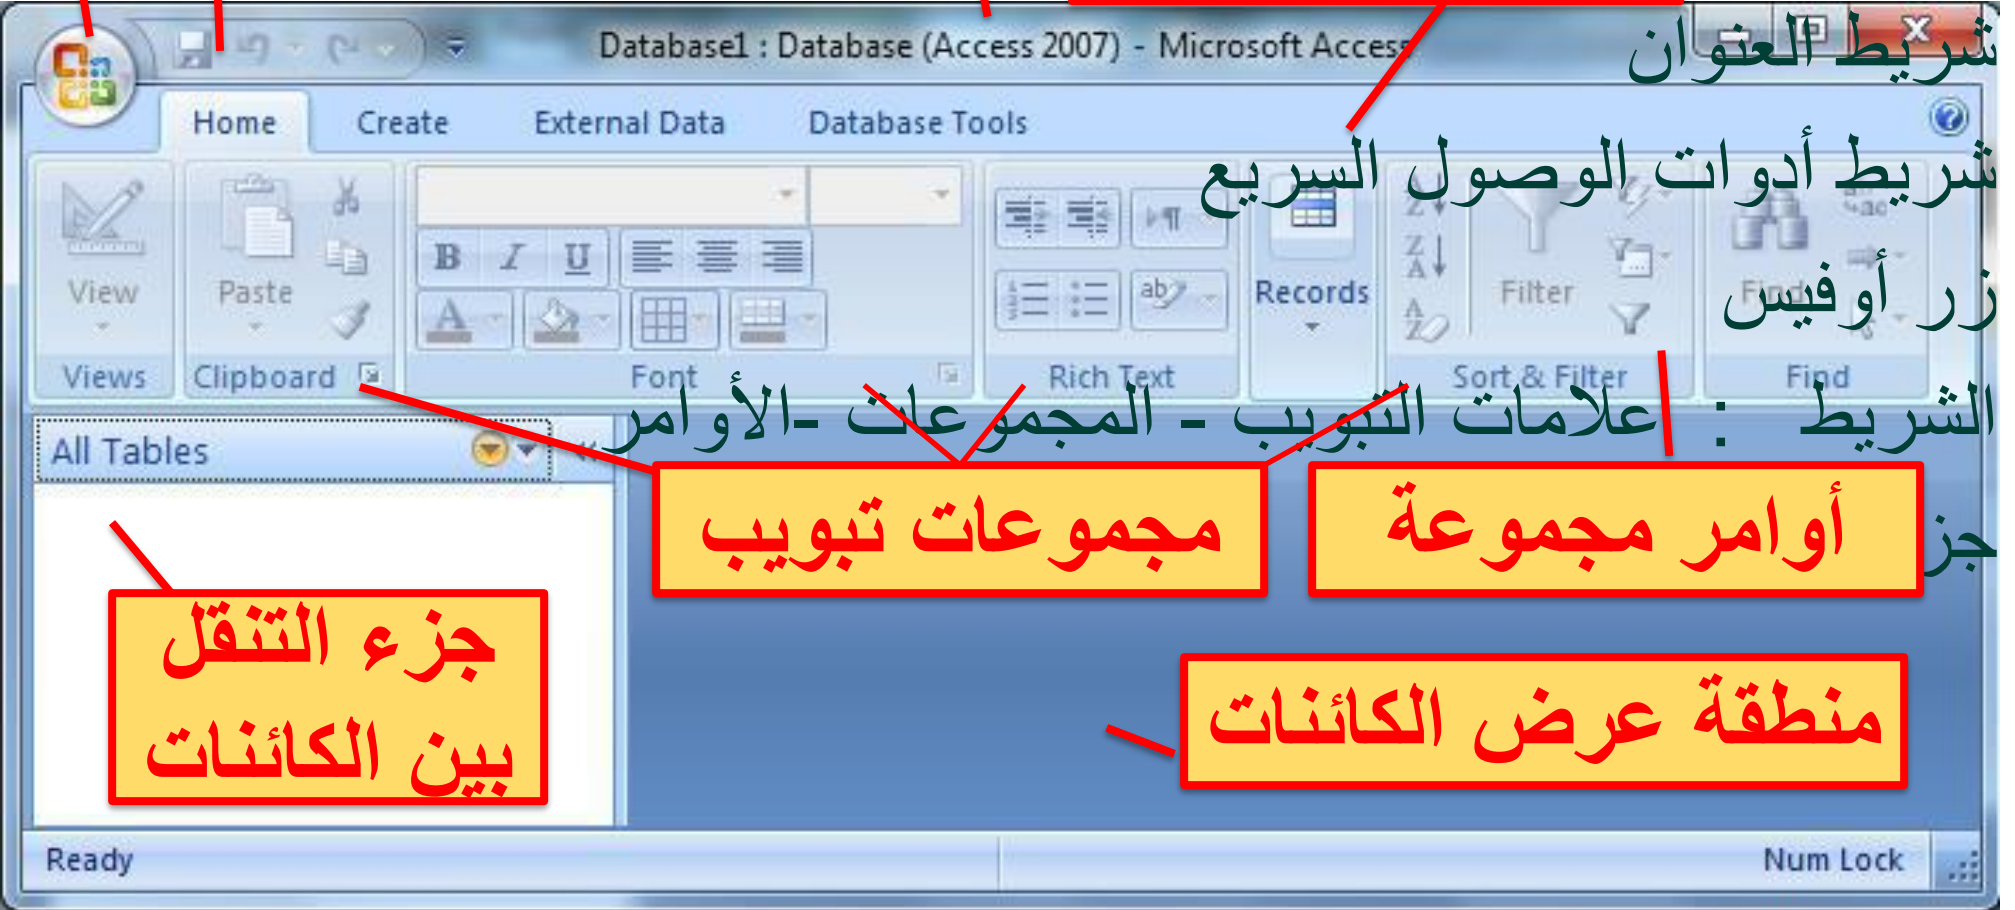 Database1 : Database (Access 2007) - Microsoft Access
شريط العنوان
Home Create External Data Database Tools
شريط أدوات الوصول السريع
View Paste Records Filter Find
زر أوفيس
Views Clipboard Font Rich Text Sort & Filter Find
الشريط : علامات التبويب - المجموعات -الأوامر
All Tables
مجموعات تبويب
أوامر مجموعة
جز
جزء التنقل
بين الكائنات
منطقة عرض الكائنات
Ready Num Lock